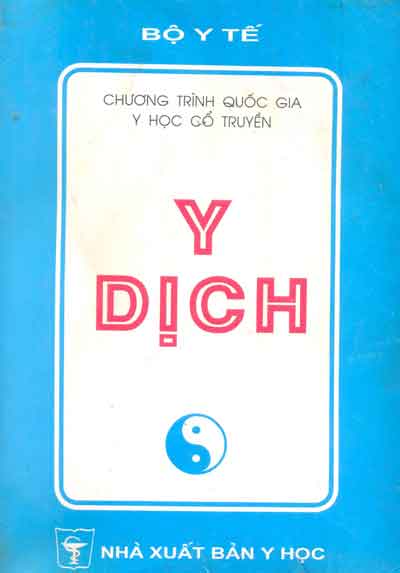 BỘ Y TẾ
CHƯƠNG TRÌNH QUỐC GIA
Y HỌC CỔ TRUYỀN
Y
DỊCH
NHÀ XUẤT BẢN Y HỌC